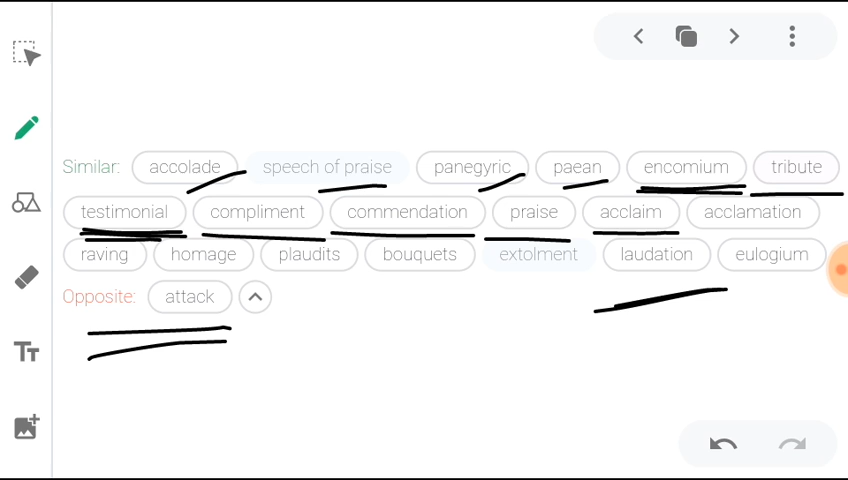 Similar: accolade speech of praise panegyric paean encomium tribute
testimonial compliment commendation praise acclaim acclamation
raving homage plaudits bouquets extolment laudation eulogium
Opposite: attack
TT